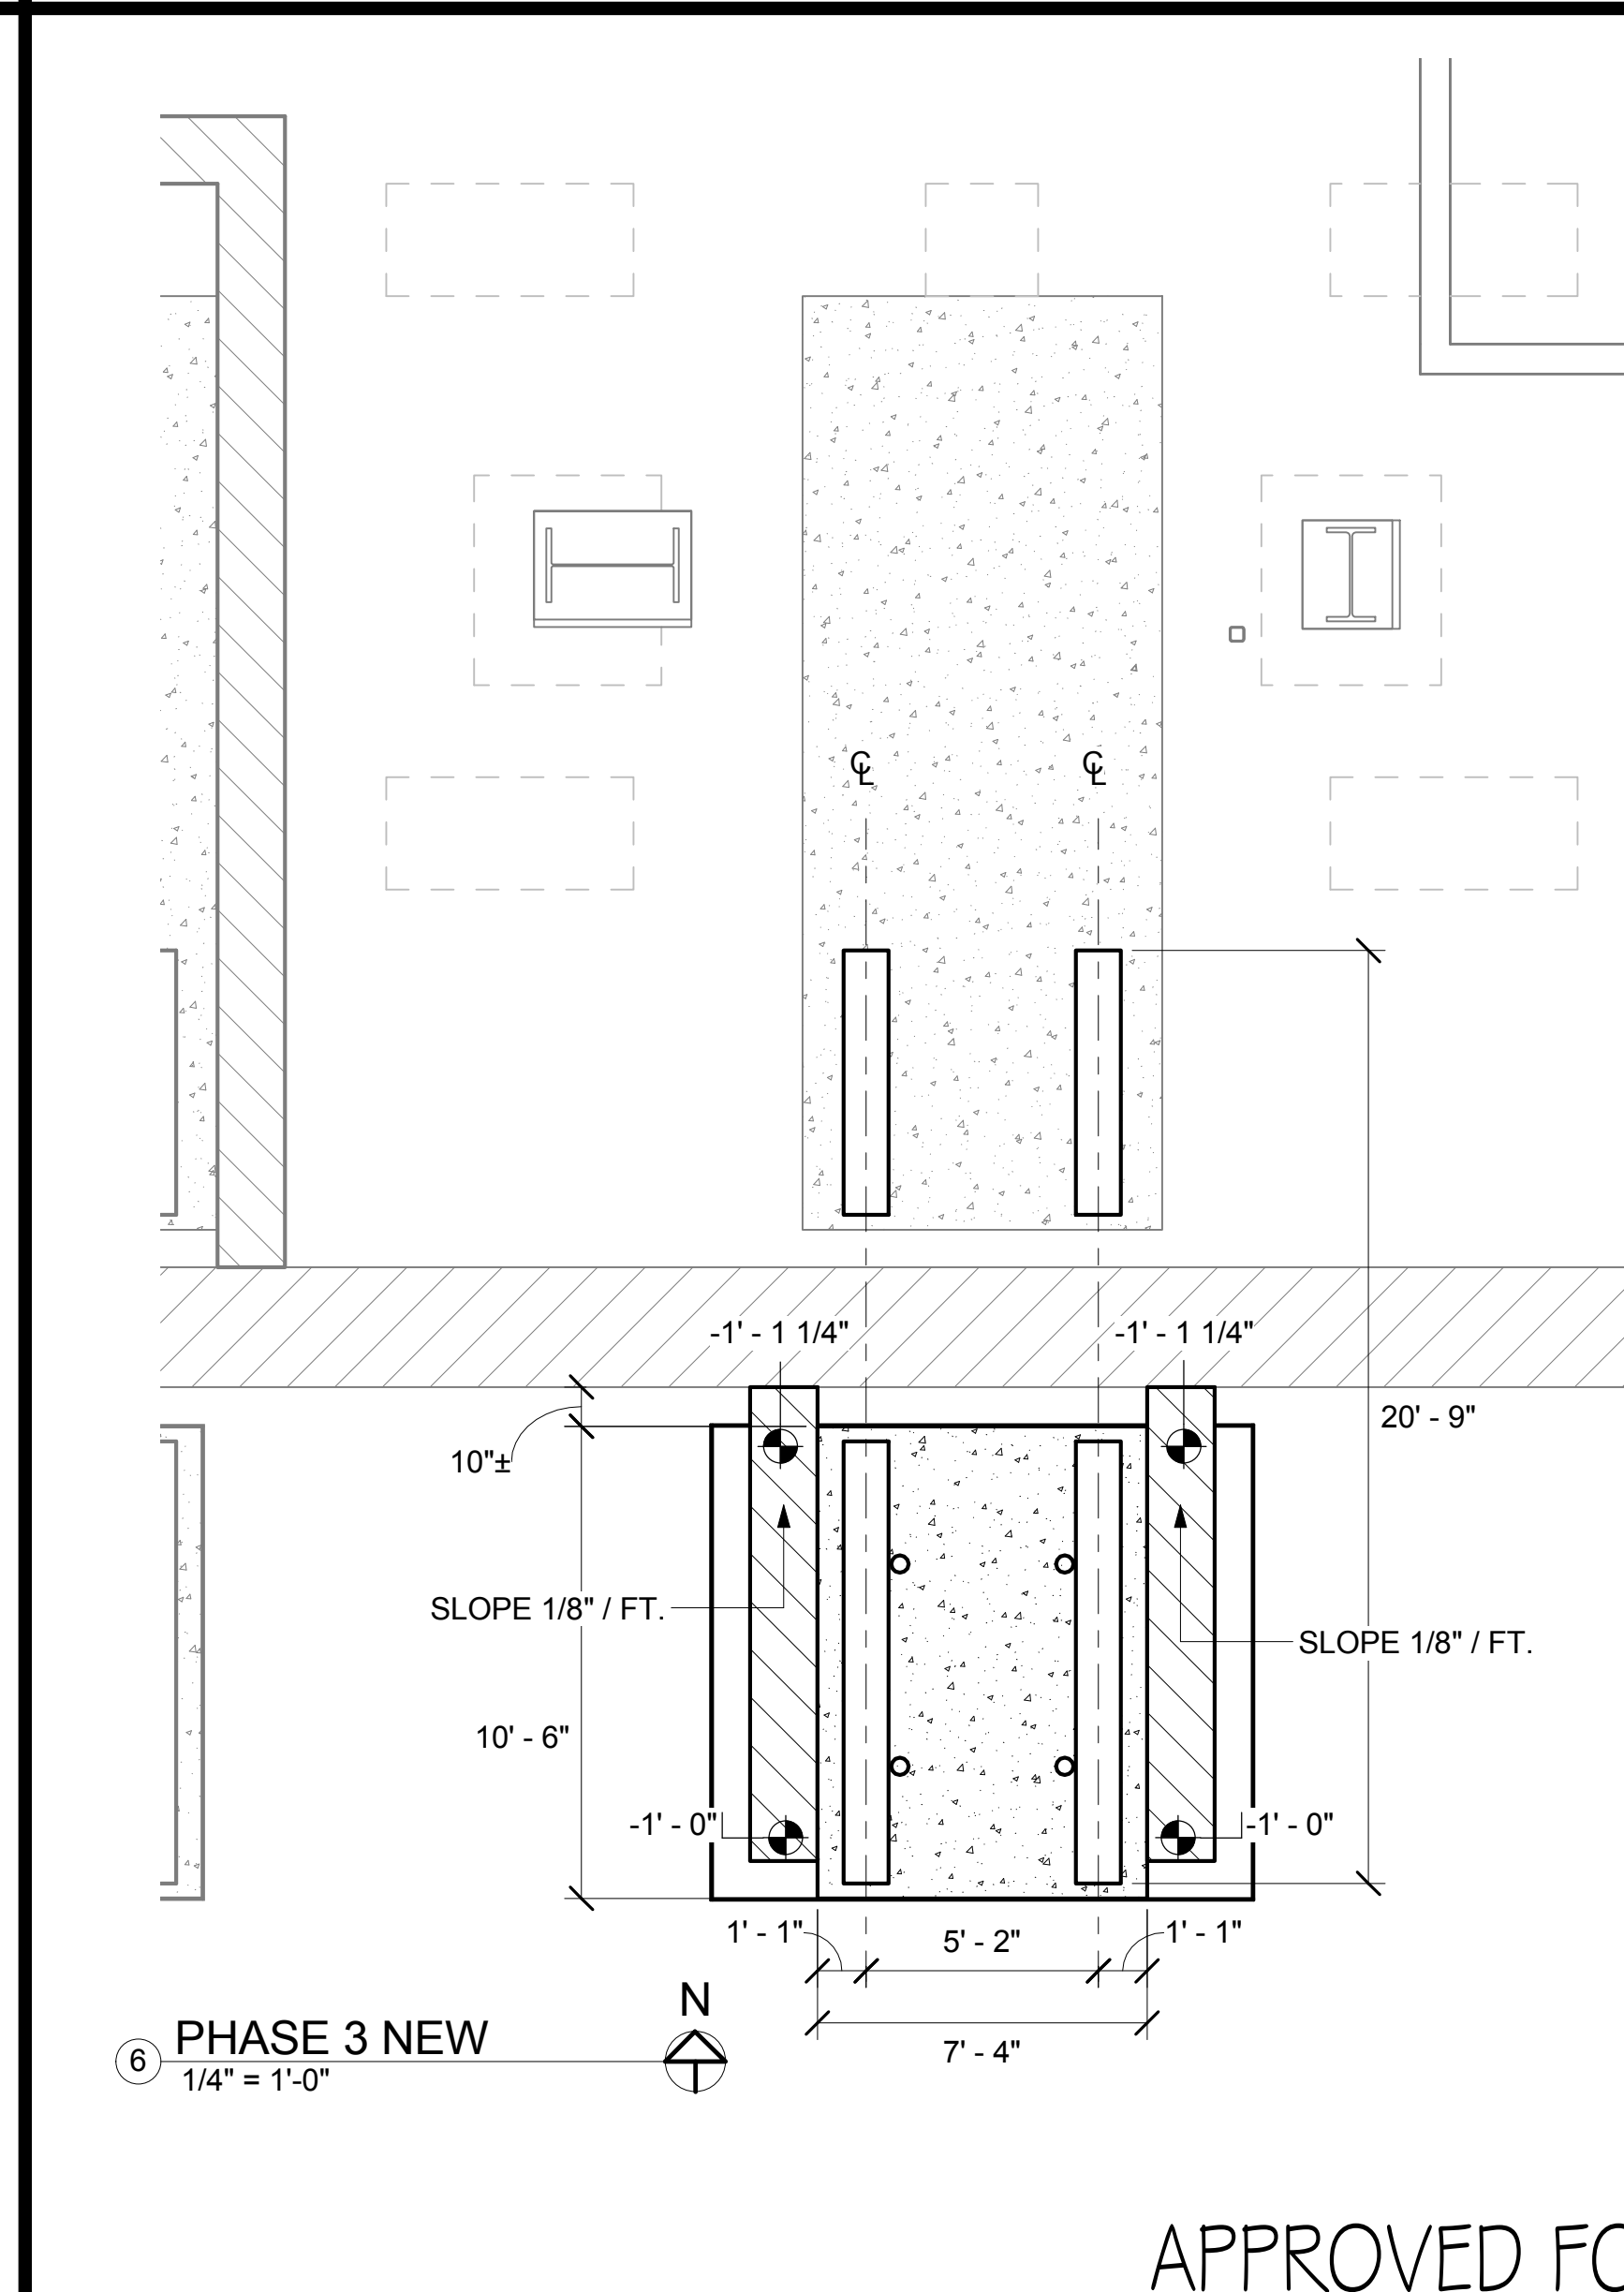 ℄ ℄
-1' - 1 1/4" -1' - 1 1/4"
20' - 9"
10"±
SLOPE 1/8" / FT.
SLOPE 1/8" / FT.
10' - 6"
-1' - 0" -1' - 0"
1' - 1" 5' - 2" 1' - 1"
7' - 4"
N
6 PHASE 3 NEW
1/4" = 1'-0"
APPROVED FO